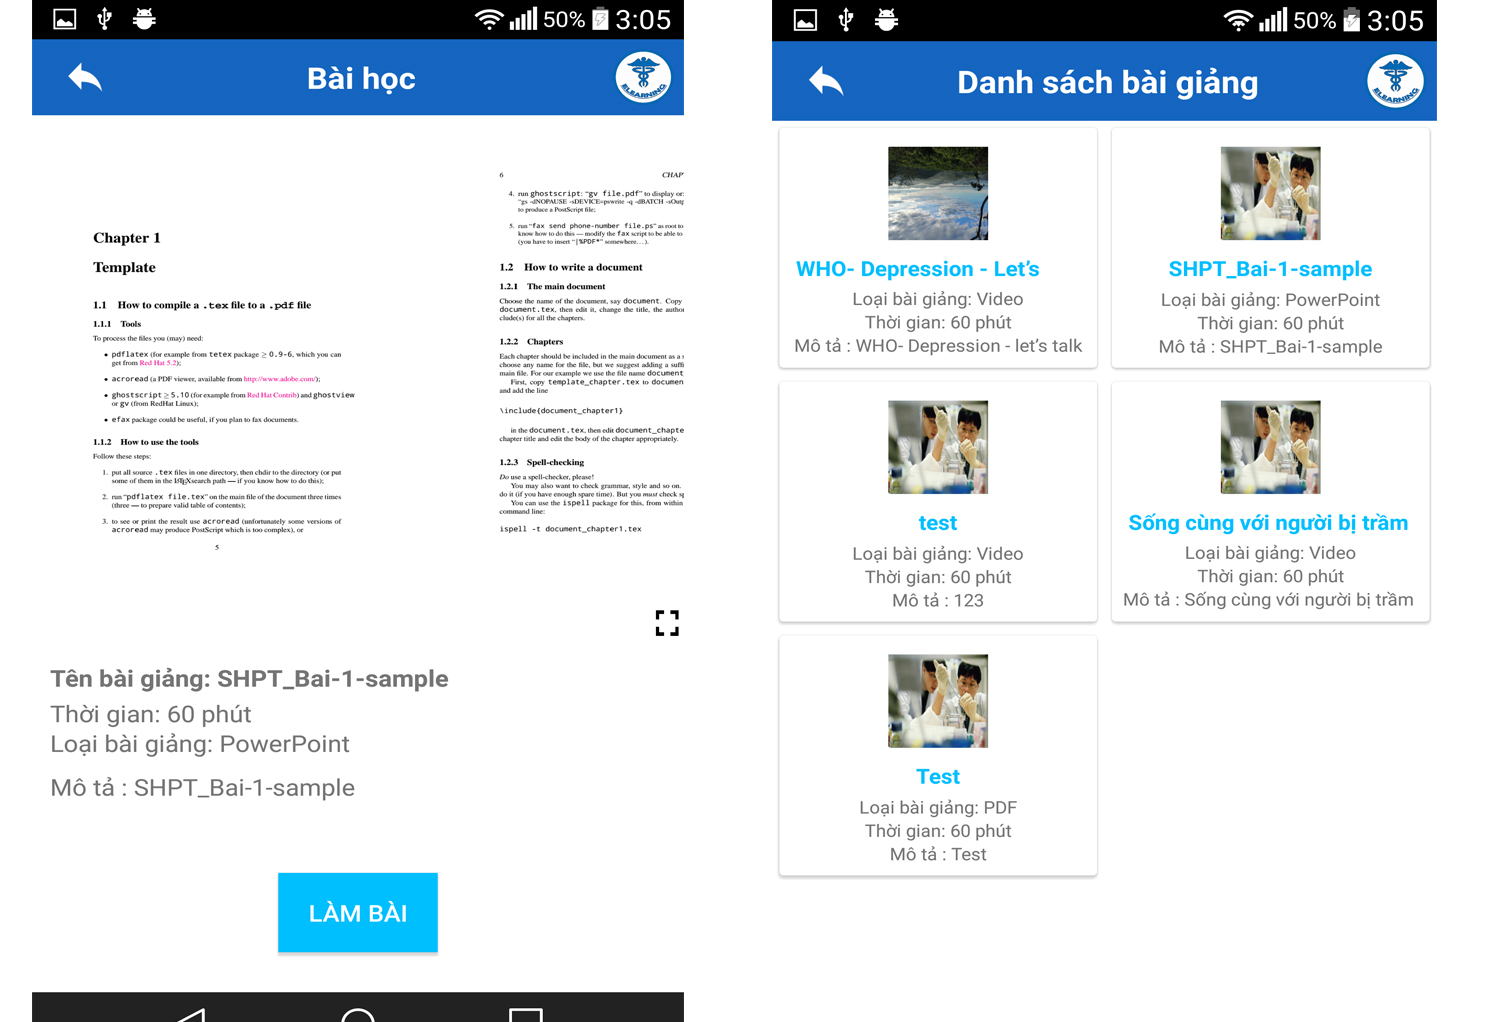 50% 3:05
Bài học
ELEARNING
Chapter 1
Template
1.1 How to compile a .tex file to a .pdf file
1.1.1 Tools
To process the files you (may) need:
• pdflatex (for example from tetex package ≥ 0.9-6, which you can
get from Red Hat 5.2);
• acroread (a PDF viewer, available from http://www.adobe.com/);
• ghostscript ≥ 5.10 (for example from Red Hat Contrib) and ghostview
or gv (from RedHat Linux);
• efax package could be useful, if you plan to fax documents.
1.1.2 How to use the tools
Follow these steps:
1. put all source .tex files in one directory, then chdir to the directory (or put
some of them in the LATEXsearch path — if you know how to do this);
2. run “pdflatex file.tex” on the main file of the document three times
(three — to prepare valid table of contents);
3. to see or print the result use acroread (unfortunately some versions of
acroread may produce PostScript which is too complex), or
5
6 CHAP
4. run ghostscript: “gv file.pdf” to display or:
“gs -dNOPAUSE -sDEVICE=pswrite -q -dBATCH -sOutp
to produce a PostScript file;
5. run “fax send phone-number file.ps” as root to
know how to do this — modify the fax script to be able to
(you have to insert “|%PDF*” somewhere...).
1.2 How to write a document
1.2.1 The main document
Choose the name of the document, say document. Copy
document.tex, then edit it, change the title, the author
clude(s) for all the chapters.
1.2.2 Chapters
Each chapter should be included in the main document as a
choose any name for the file, but we suggest adding a suffi
main file. For our example we use the file name document
First, copy template_chapter.tex to documen
and add the line
\include{document_chapter1}
in the document.tex, then edit document_chapte
chapter title and edit the body of the chapter appropriately.
1.2.3 Spell-checking
Do use a spell-checker, please!
You may also want to check grammar, style and so on.
do it (if you have enough spare time). But you must check sp
You can use the ispell package for this, from within
command line:
ispell -t document_chapter1.tex
Tên bài giảng: SHPT_Bai-1-sample
Thời gian: 60 phút
Loại bài giảng: PowerPoint
Mô tả : SHPT_Bai-1-sample
LÀM BÀI
50% 3:05
Danh sách bài giảng
ELEARNING
WHO- Depression - Let’s
Loại bài giảng: Video
Thời gian: 60 phút
Mô tả : WHO- Depression - let’s talk
SHPT_Bai-1-sample
Loại bài giảng: PowerPoint
Thời gian: 60 phút
Mô tả : SHPT_Bai-1-sample
test
Loại bài giảng: Video
Thời gian: 60 phút
Mô tả : 123
Sống cùng với người bị trầm
Loại bài giảng: Video
Thời gian: 60 phút
Mô tả : Sống cùng với người bị trầm
Test
Loại bài giảng: PDF
Thời gian: 60 phút
Mô tả : Test